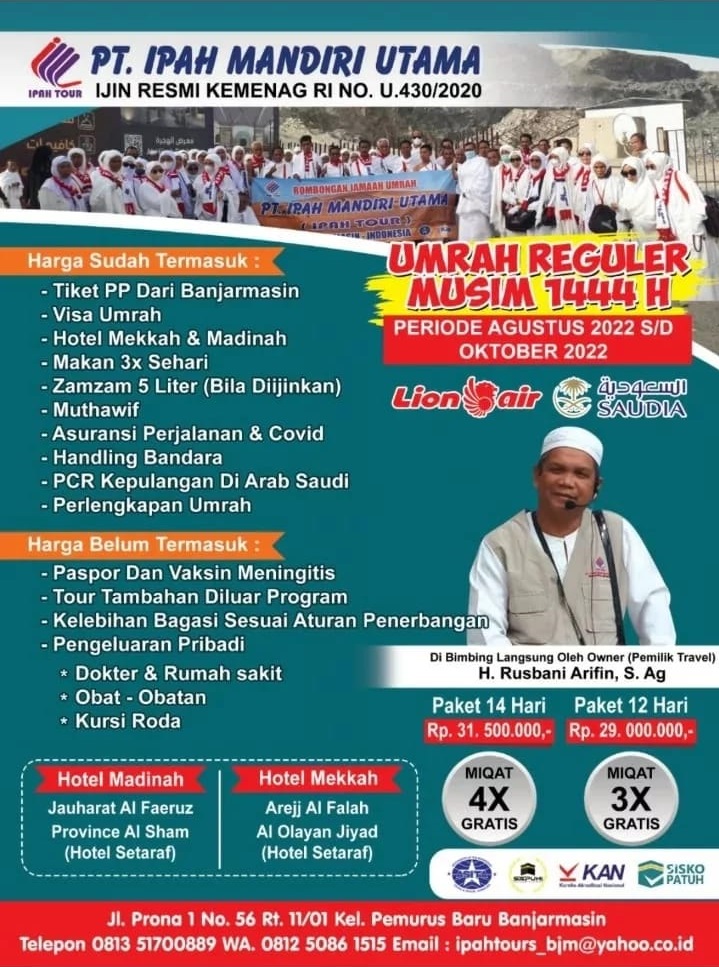 IPAH TOUR
PT. IPAH MANDIRI UTAMA
IJIN RESMI KEMENAG RI NO. U.430/2020
ROMBONGAN JAMAAH UMRAH
PT. IPAH MANDIRI UTAMA
( IPAH TOUR )
- INDONESIA
Harga Sudah Termasuk :
- Tiket PP Dari Banjarmasin
- Visa Umrah
- Hotel Mekkah & Madinah
- Makan 3x Sehari
- Zamzam 5 Liter (Bila Diijinkan)
- Muthawif
- Asuransi Perjalanan & Covid
- Handling Bandara
- PCR Kepulangan Di Arab Saudi
- Perlengkapan Umrah
UMRAH REGULER
MUSIM 1444 H
PERIODE AGUSTUS 2022 S/D
OKTOBER 2022
Lion air
السعودية
SAUDIA
Harga Belum Termasuk :
- Paspor Dan Vaksin Meningitis
- Tour Tambahan Diluar Program
- Kelebihan Bagasi Sesuai Aturan Penerbangan
- Pengeluaran Pribadi
* Dokter & Rumah sakit
* Obat - Obatan
* Kursi Roda
Di Bimbing Langsung Oleh Owner (Pemilik Travel)
H. Rusbani Arifin, S. Ag
Paket 14 Hari
Rp. 31. 500.000,-
MIQAT
4X
GRATIS
Paket 12 Hari
Rp. 29. 000.000,-
MIQAT
3X
GRATIS
Hotel Madinah
Jauharat Al Faeruz
Province Al Sham
(Hotel Setaraf)
Hotel Mekkah
Arejj Al Falah
Al Olayan Jiyad
(Hotel Setaraf)
KAN
Komite Akreditasi Nasional
SISKO
PATUH
Jl. Prona 1 No. 56 Rt. 11/01 Kel. Pemurus Baru Banjarmasin
Telepon 0813 51700889 WA. 0812 5086 1515 Email : ipahtours_bjm@yahoo.co.id